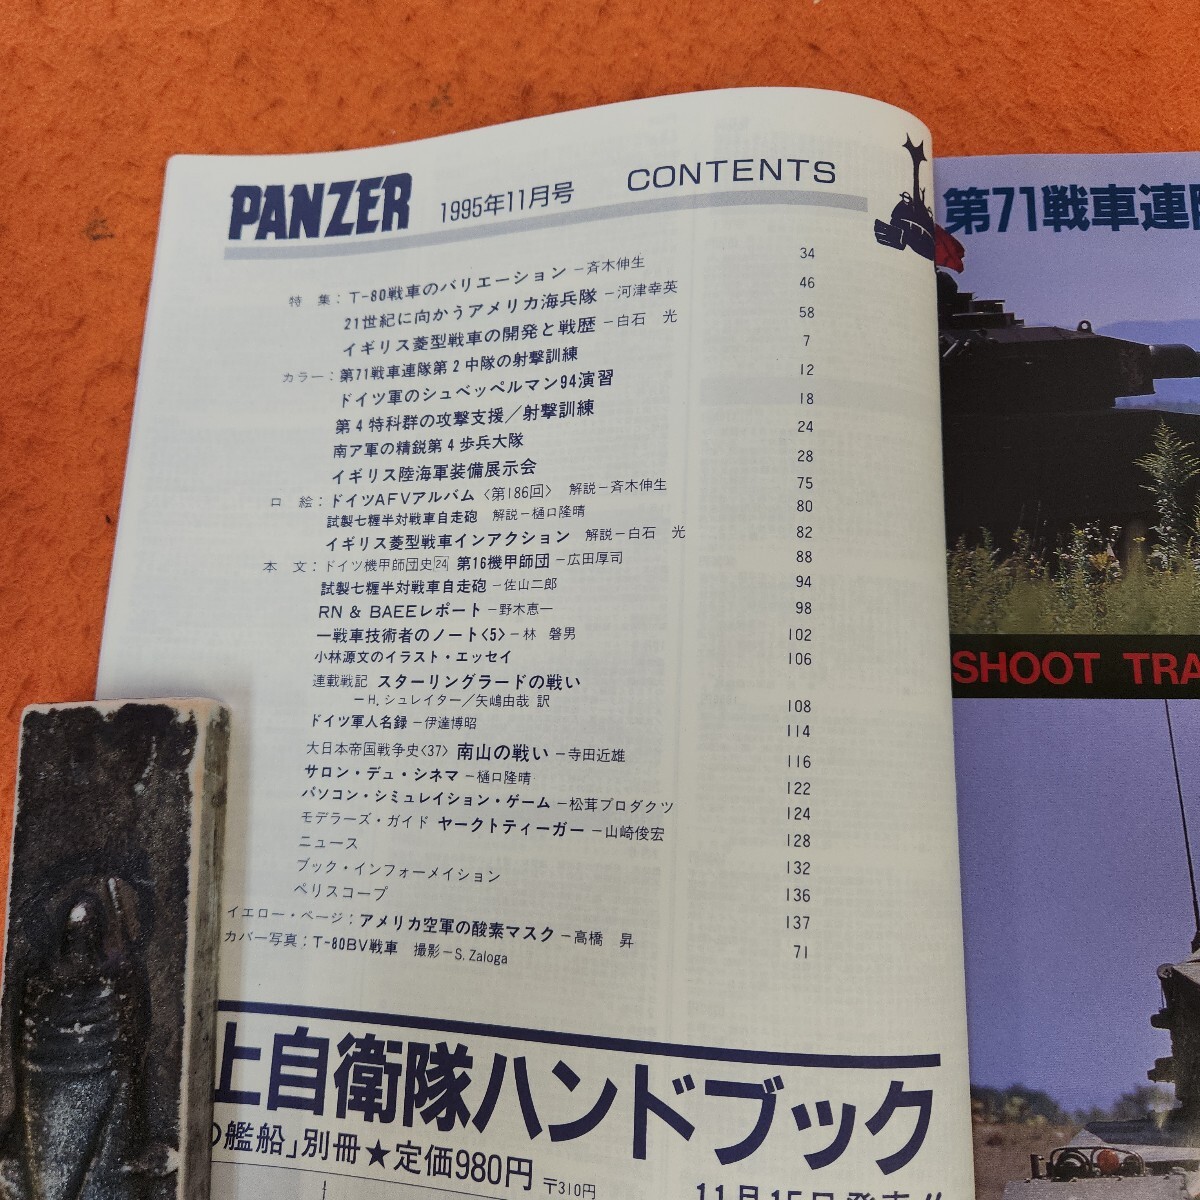 PANZER 1995年11月号 CONTENTS
特 集：T-80戦車のバリエーション－斉木伸生 34
21世紀に向かうアメリカ海兵隊－河津幸英 46
イギリス菱型戦車の開発と戦歴－白石 光 58
カラー：第71戦車連隊第2中隊の射撃訓練 7
ドイツ軍のシュベッペルマン94演習 12
第4特科群の攻撃支援／射撃訓練 18
南ア軍の精鋭第4歩兵大隊 24
イギリス陸海軍装備展示会 28
口 絵：ドイツAFVアルバム〈第186回〉 解説－斉木伸生 75
試製七糎半対戦車自走砲 解説－樋口隆晴 80
イギリス菱型戦車インアクション 解説－白石 光 82
本 文：ドイツ機甲師団史24 第16機甲師団－広田厚司 88
試製七糎半対戦車自走砲－佐山二郎 94
RN & BAEEレポート－野木恵一 98
一戦車技術者のノート〈5〉－林 磐男 102
小林源文のイラスト・エッセイ 106
連載戦記 スターリングラードの戦い
－H. シュレイター／矢嶋由哉 訳 108
ドイツ軍人名録－伊達博昭 114
大日本帝国戦争史〈37〉 南山の戦い－寺田近雄 116
サロン・デュ・シネマ－樋口隆晴 122
パソコン・シミュレイション・ゲーム－松茸プロダクツ 124
モデラーズ・ガイド ヤークトティーガー－山崎俊宏 128
ニュース 132
ブック・インフォーメイション 136
ペリスコープ 137
イエロー・ページ：アメリカ空軍の酸素マスク－高橋 昇 71
カバー写真：T-80BV戦車 撮影－S. Zaloga
上自衛隊ハンドブック
艦船」別冊★定価980円 〒310円
11月15日発売
第71戦車連
SHOOT TRA